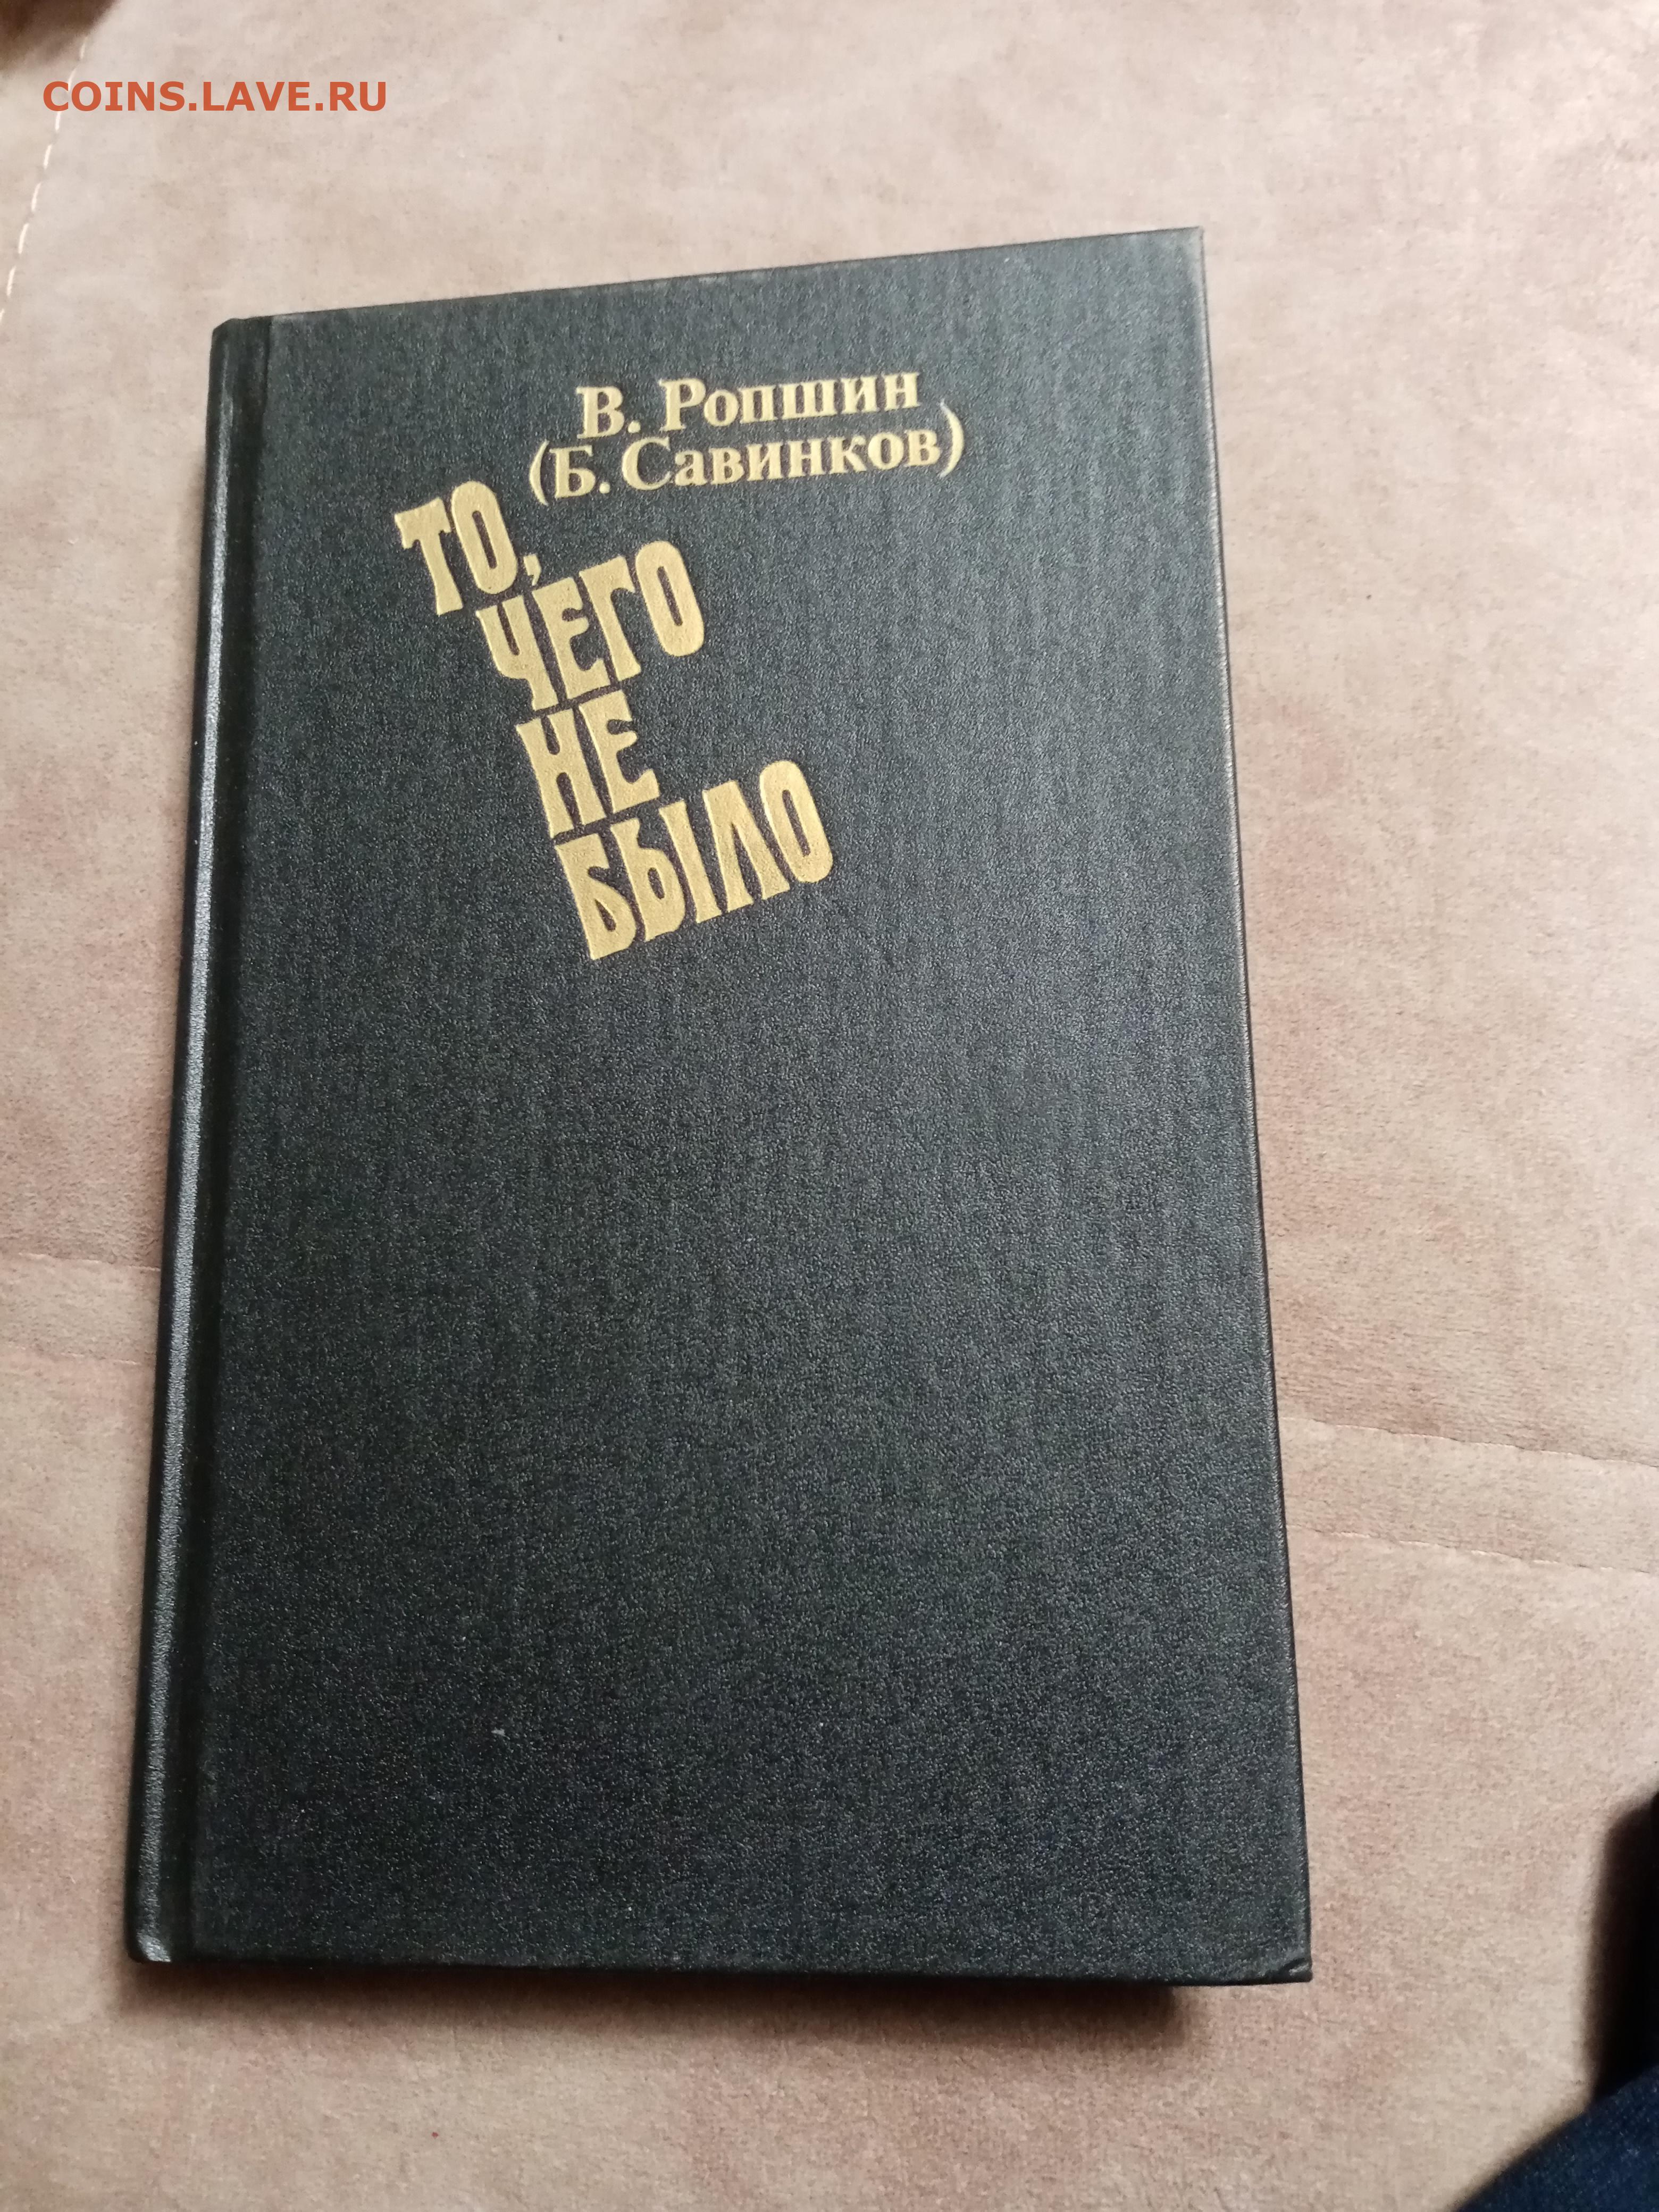 COINS.LAVE.RU
В. Ропшин
(Б. Савинков)
ТО,
ЧЕГО
НЕ
БЫЛО